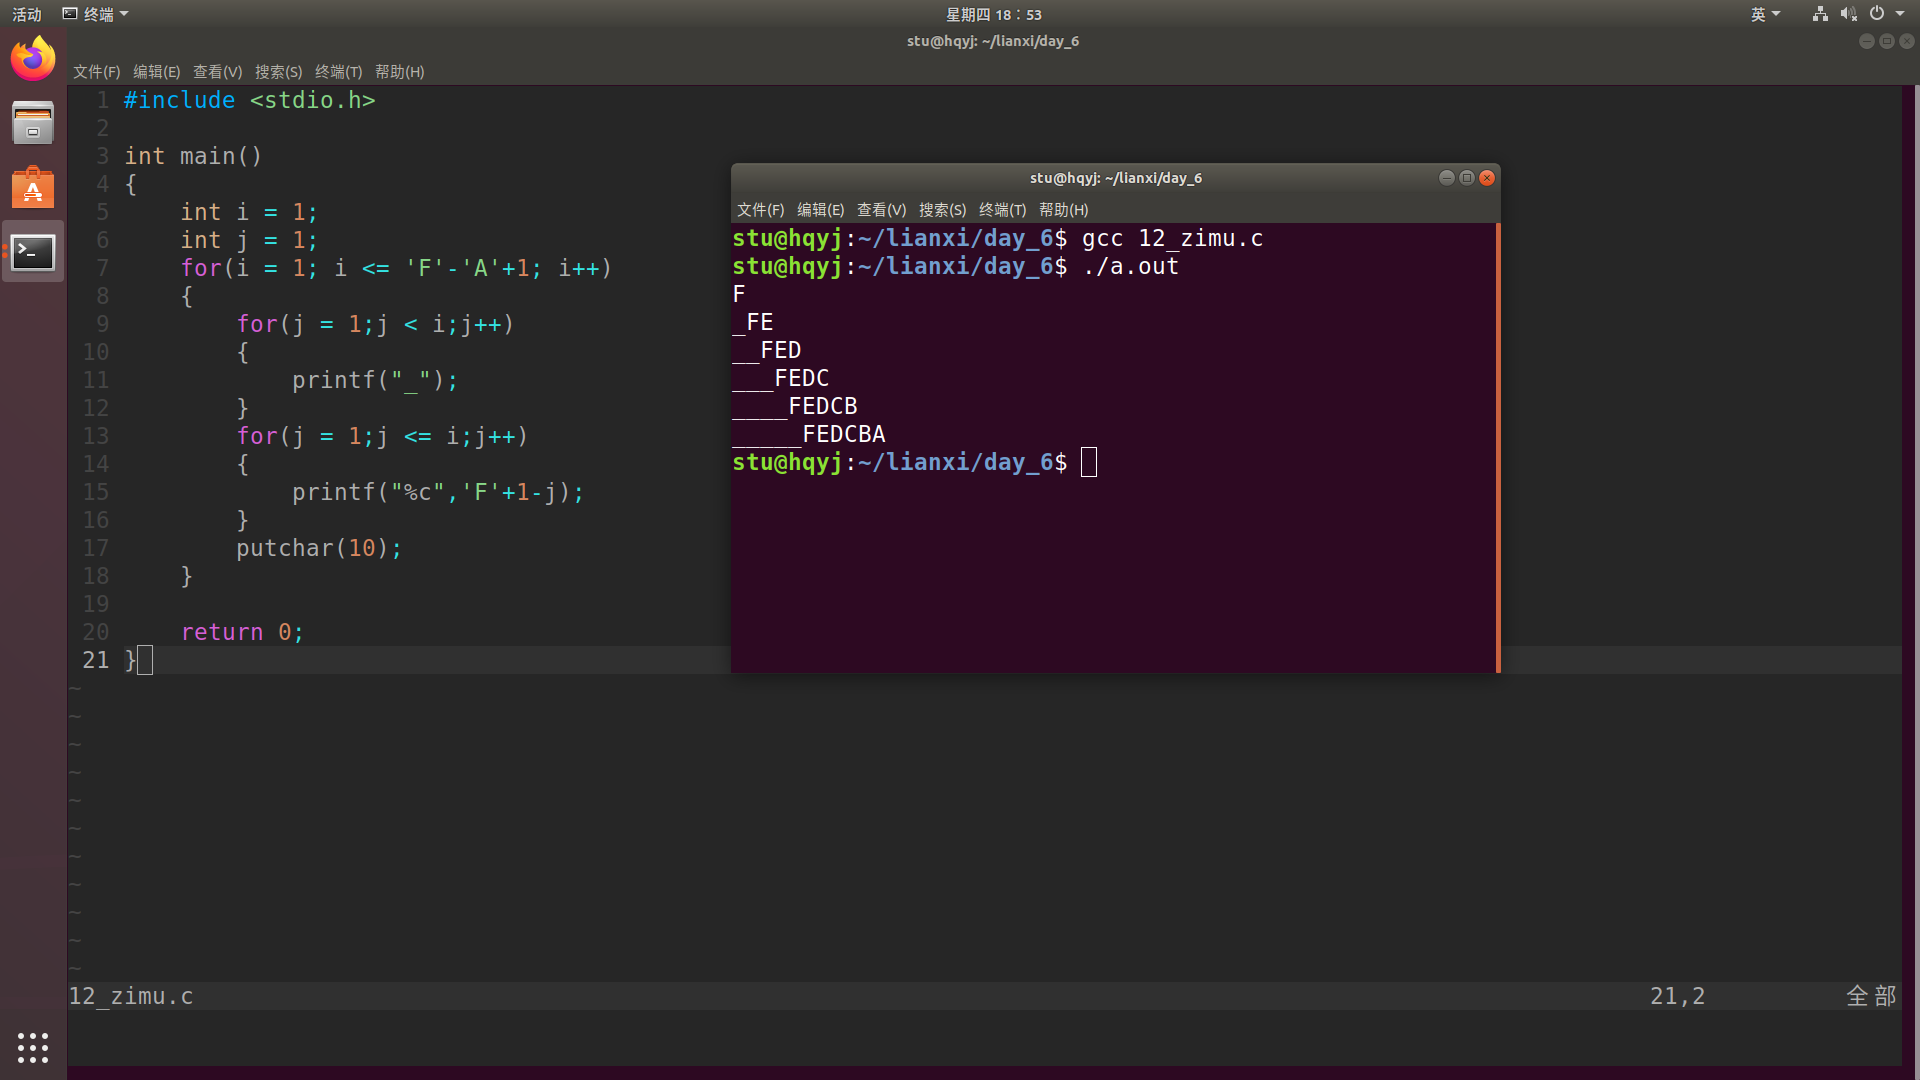 活动 终端 星期四 18：53 英
stu@hqyj: ~/lianxi/day_6
文件(F) 编辑(E) 查看(V) 搜索(S) 终端(T) 帮助(H)
1 #include <stdio.h>
2
3 int main()
4 {
5     int i = 1;
6     int j = 1;
7     for(i = 1; i <= 'F'-'A'+1; i++)
8     {
9         for(j = 1;j < i;j++)
10         {
11             printf("_");
12         }
13         for(j = 1;j <= i;j++)
14         {
15             printf("%c",'F'+1-j);
16         }
17         putchar(10);
18     }
19
20     return 0;
21 }
~
~
~
~
~
~
~
~
~
~
~
12_zimu.c 21,2 全部
stu@hqyj: ~/lianxi/day_6
文件(F) 编辑(E) 查看(V) 搜索(S) 终端(T) 帮助(H)
stu@hqyj:~/lianxi/day_6$ gcc 12_zimu.c
stu@hqyj:~/lianxi/day_6$ ./a.out
F
_FE
__FED
___FEDC
____FEDCB
_____FEDCBA
stu@hqyj:~/lianxi/day_6$